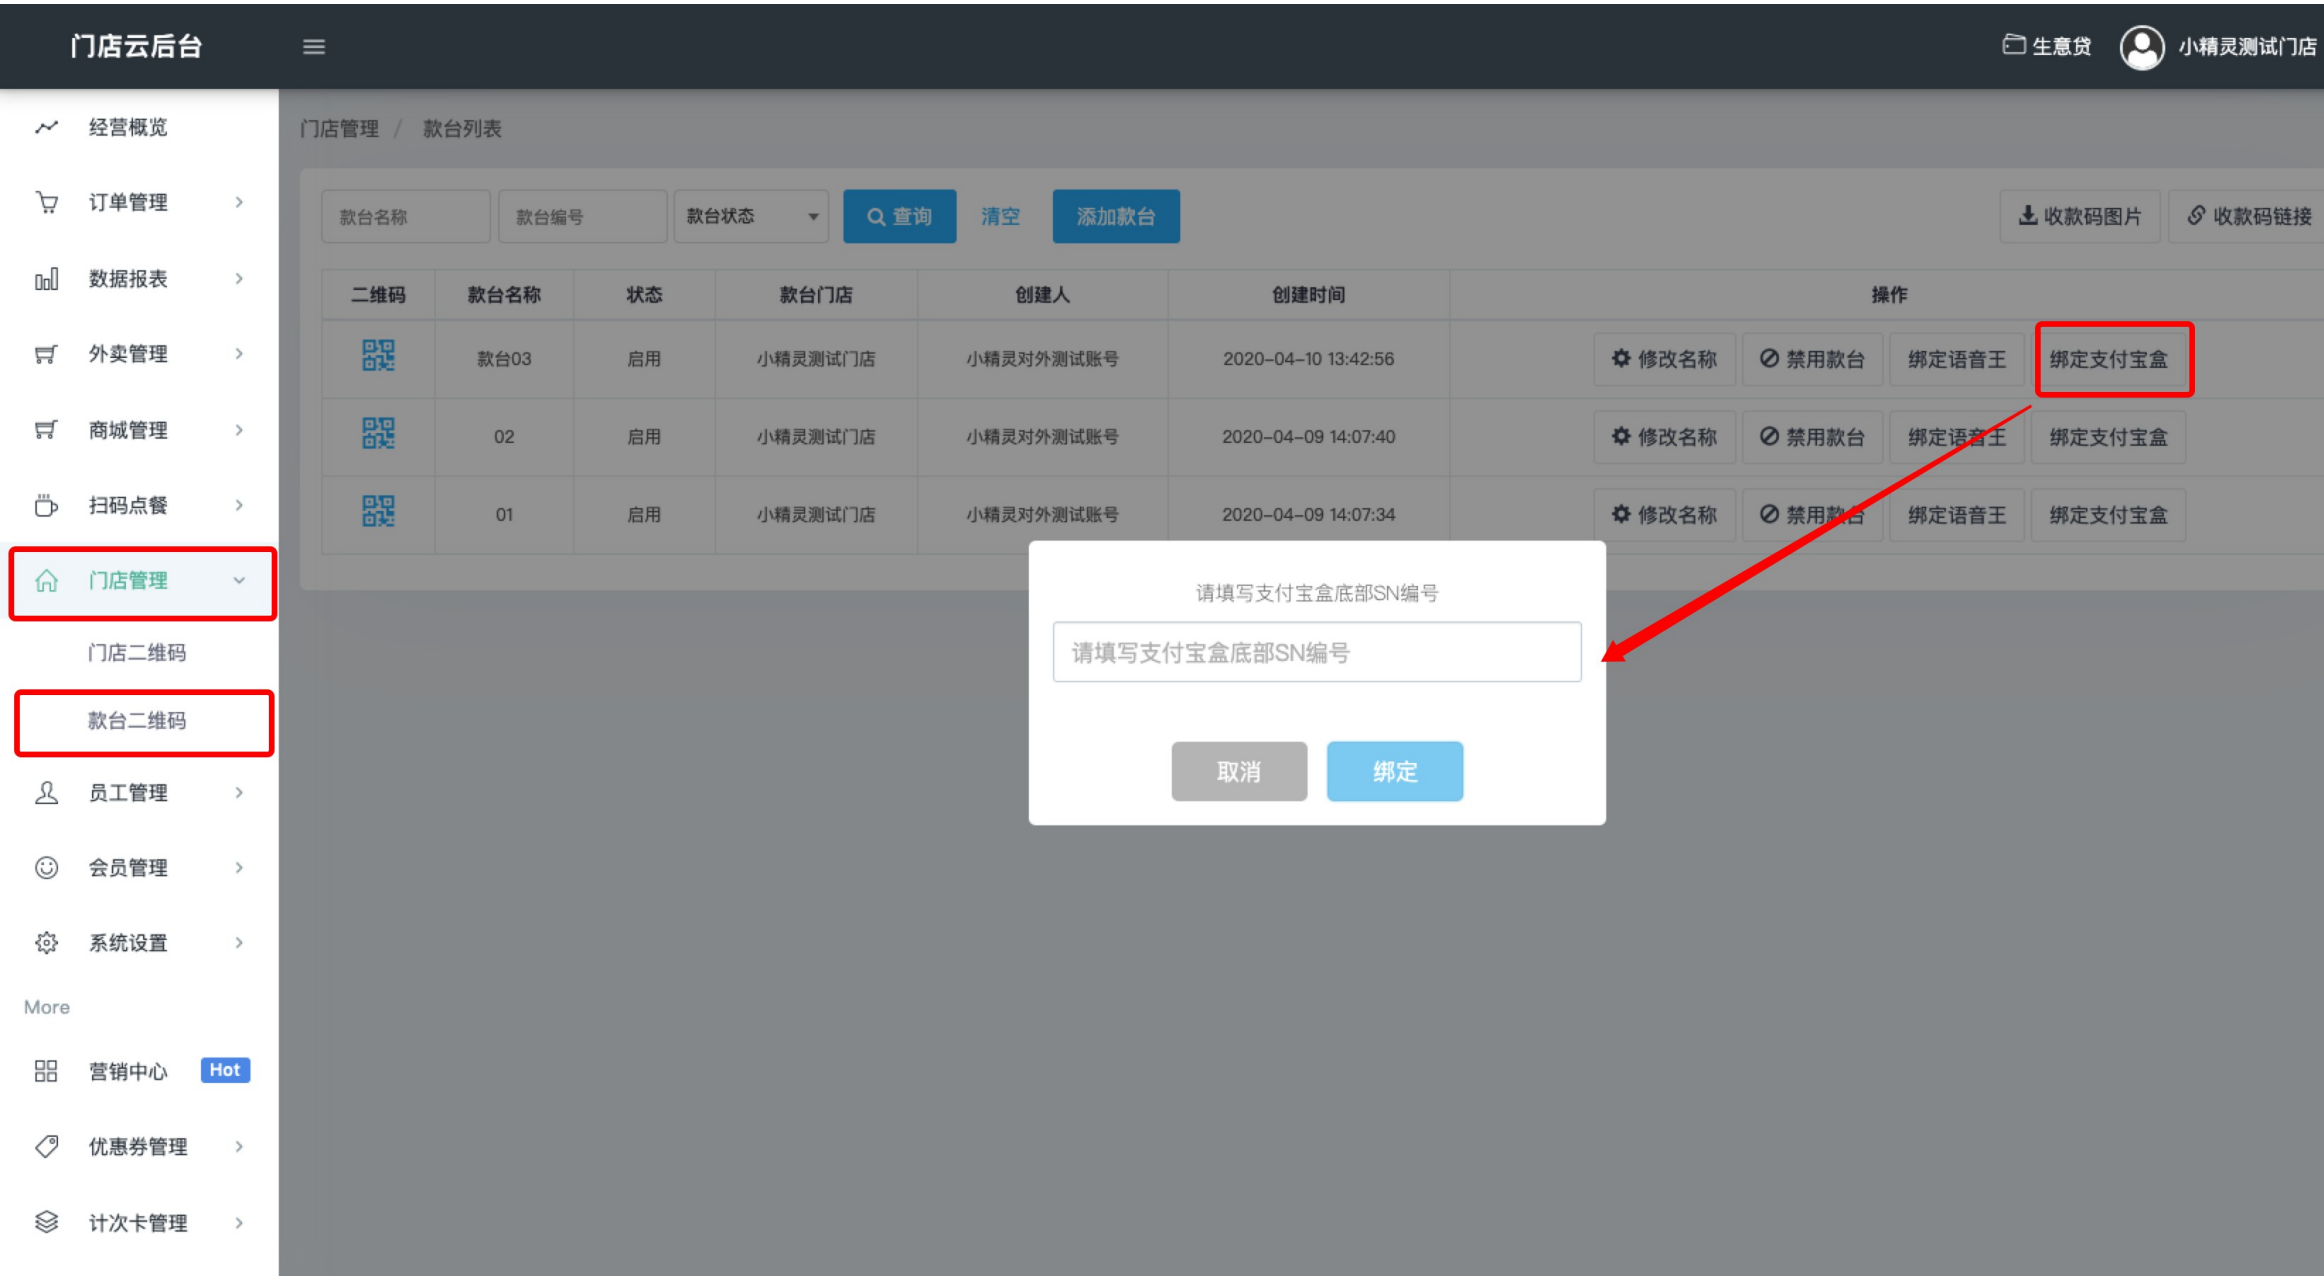 门店云后台
生意贷 小精灵测试门店
经营概览
订单管理
数据报表
外卖管理
商城管理
扫码点餐
门店管理
门店二维码
款台二维码
员工管理
会员管理
系统设置
More
营销中心 Hot
优惠券管理
计次卡管理
门店管理 / 款台列表
款台名称 款台编号 款台状态 查询 清空 添加款台 收款码图片 收款码链接
二维码 款台名称 状态 款台门店 创建人 创建时间 操作
款台03 启用 小精灵测试门店 小精灵对外测试账号 2020-04-10 13:42:56 修改名称 禁用款台 绑定语音王 绑定支付宝盒
02 启用 小精灵测试门店 小精灵对外测试账号 2020-04-09 14:07:40 修改名称 禁用款台 绑定语音王 绑定支付宝盒
01 启用 小精灵测试门店 小精灵对外测试账号 2020-04-09 14:07:34 修改名称 禁用款台 绑定语音王 绑定支付宝盒
请填写支付宝盒底部SN编号
请填写支付宝盒底部SN编号
取消 绑定